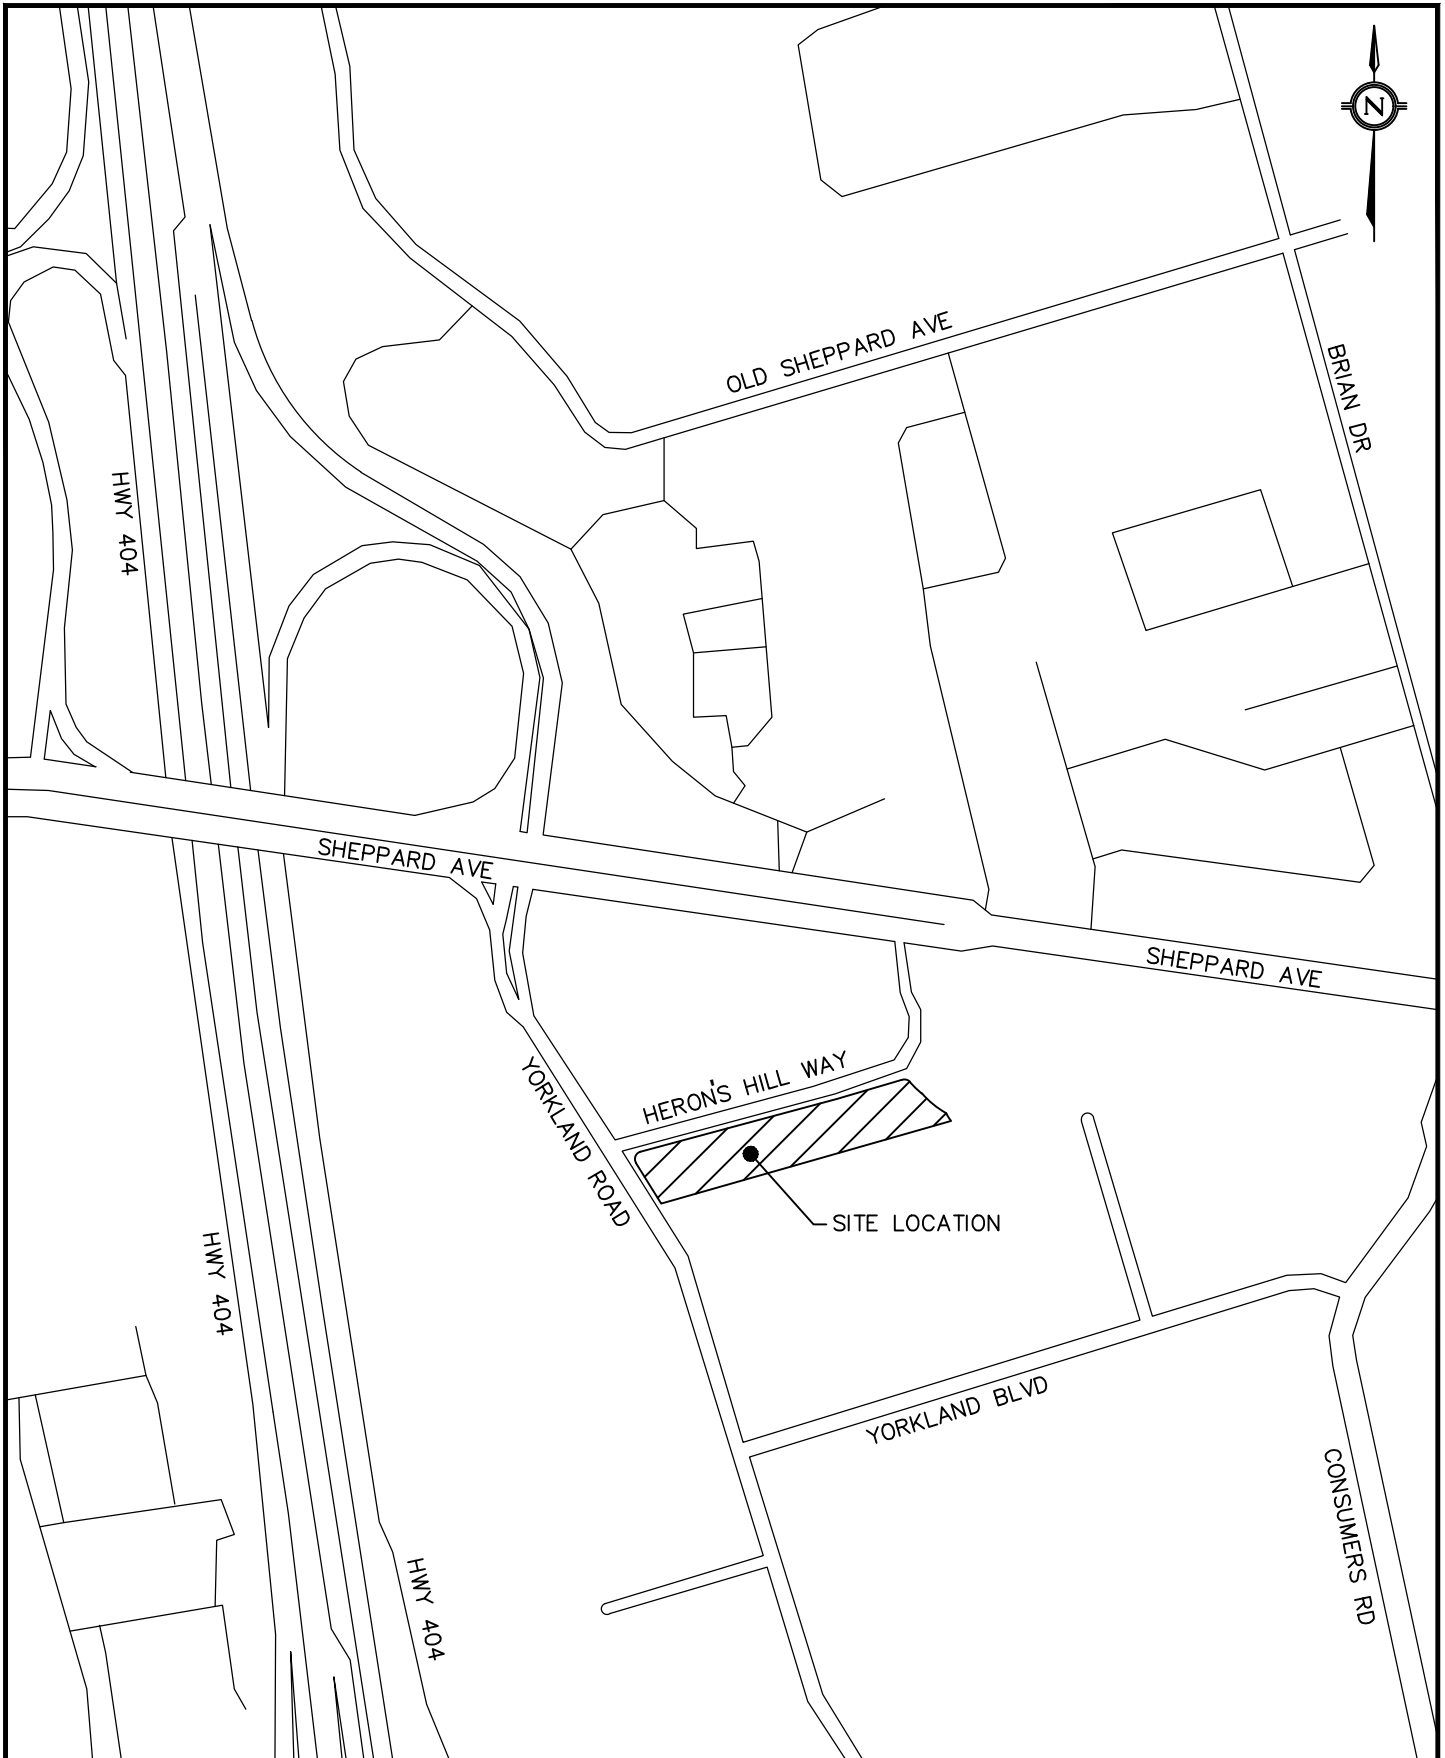 N
OLD SHEPPARD AVE
BRIAN DR
HWY 404
SHEPPARD AVE
SHEPPARD AVE
HERON'S HILL WAY
YORKLAND ROAD
SITE LOCATION
HWY 404
YORKLAND BLVD
CONSUMERS RD
HWY 404